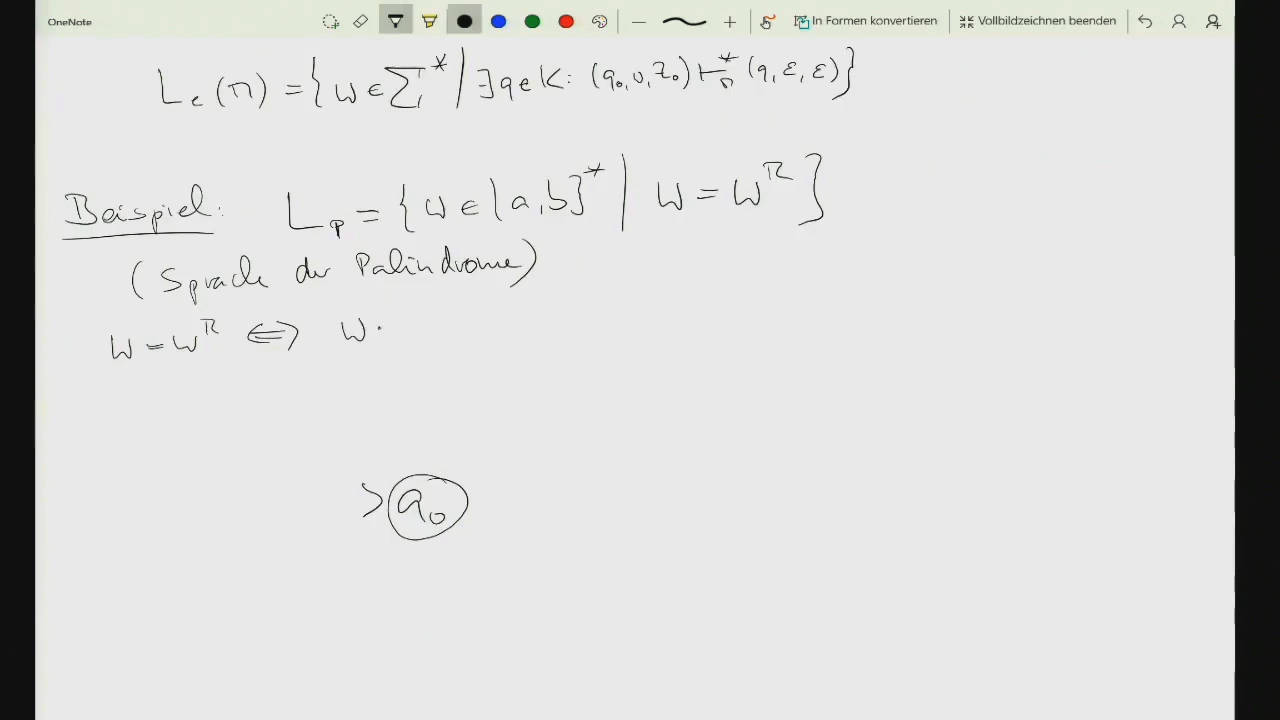 OneNote
In Formen konvertieren
Vollbildzeichnen beenden
L_ε(M) = {w ∈ Σ* | ∃q ∈ K: (q₀, w, Z₀) ⊢*_M (q, ε, ε)}
Beispiel: L_p = {w ∈ {a, b}* | w = w^R}
(Sprache der Palindrome)
w = w^R ⇔ w
> q₀